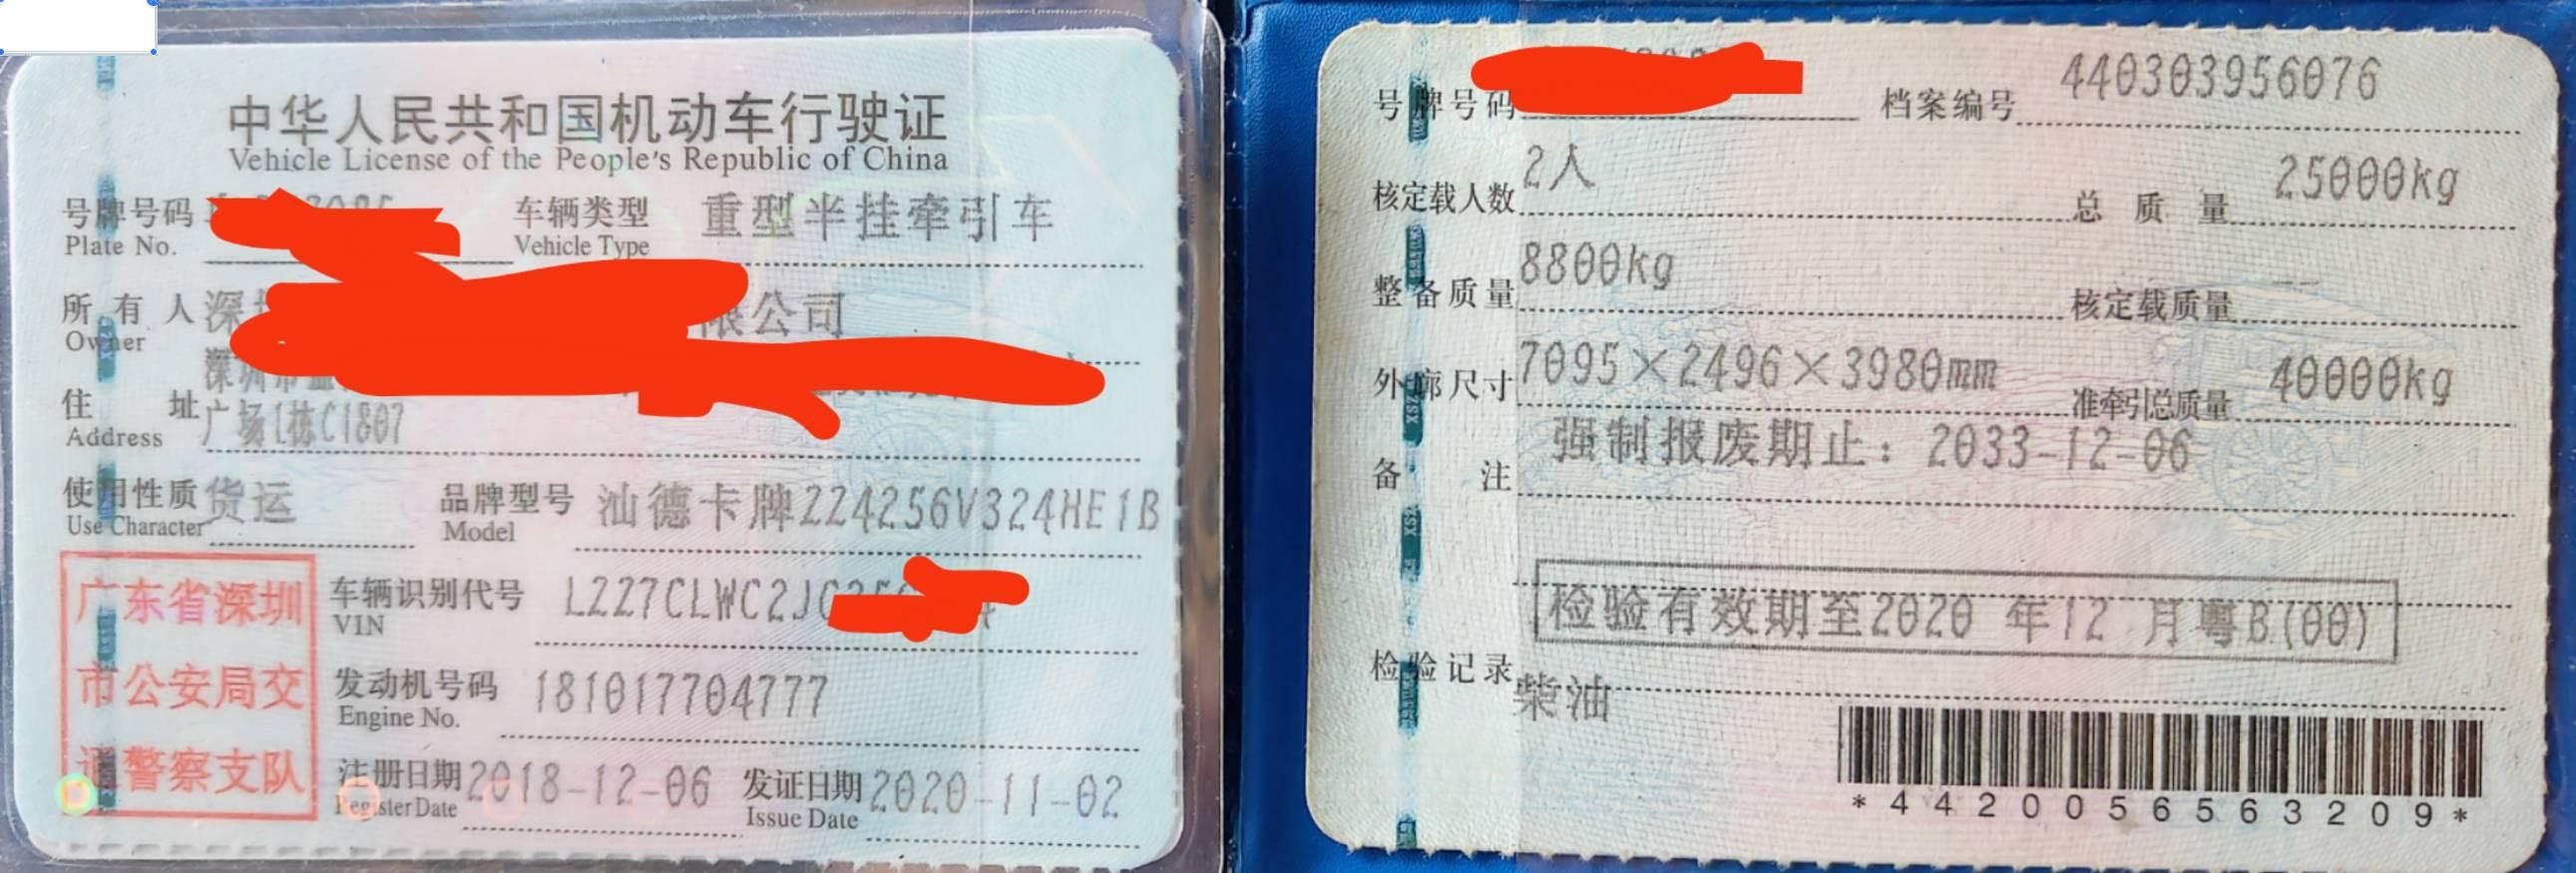 中华人民共和国机动车行驶证
Vehicle License of the People's Republic of China
号牌号码
Plate No.
车辆类型 重型半挂牵引车
Vehicle Type
所有人 深 限公司
Owner
深圳市
住址 广场1栋C1807
Address
使用性质 货运
Use Character
品牌型号 汕德卡牌ZZ4256V324HE1B
Model
广东省深圳
市公安局交
通警察支队
车辆识别代号 LZZ7CLWC2JC
VIN
发动机号码 181017704777
Engine No.
注册日期 2018-12-06
Register Date
发证日期 2020-11-02
Issue Date
号牌号码
档案编号 440303956076
核定载人数 2人
总质量 25000kg
整备质量 8800kg
核定载质量 --
外廓尺寸 7095×2496×3980mm
准牵引总质量 40000kg
备注 强制报废期止：2033-12-06
检验有效期至2020 年12 月粤B(00)
检验记录
柴油
*4420056563209*